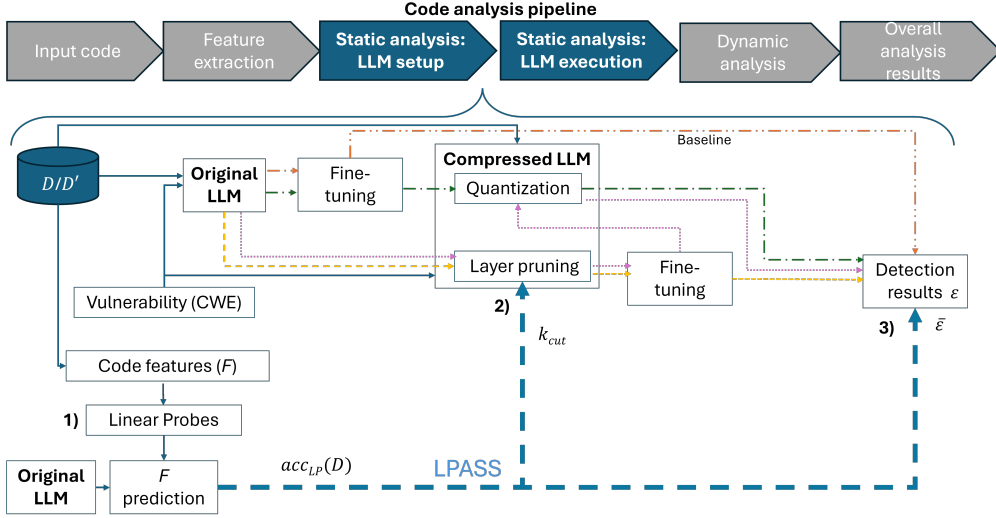 Code analysis pipeline
Input code
Feature
extraction
Static analysis:
LLM setup
Static analysis:
LLM execution
Dynamic
analysis
Overall
analysis
results
Baseline
D/D′
Original
LLM
Fine-
tuning
Compressed LLM
Quantization
Layer pruning
Fine-
tuning
Detection
results ε
Vulnerability (CWE)
2)
k_cut
3)
ε̄
Code features (F)
1)
Linear Probes
Original
LLM
F
prediction
acc_LP(D)
LPASS